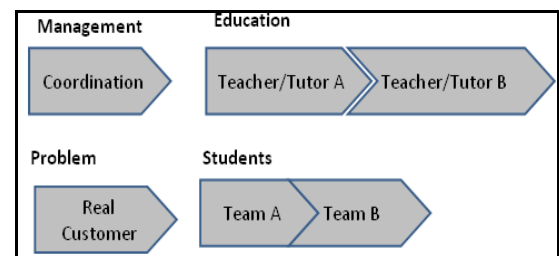 Management
Education
Coordination
Teacher/Tutor A
Teacher/Tutor B
Problem
Students
Real
Customer
Team A
Team B